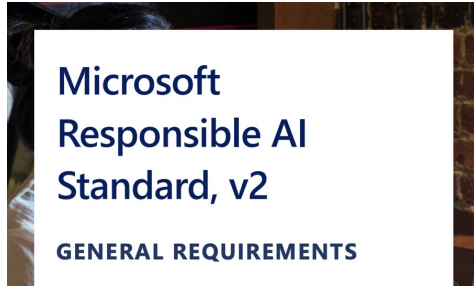 Microsoft
Responsible AI
Standard, v2
GENERAL REQUIREMENTS